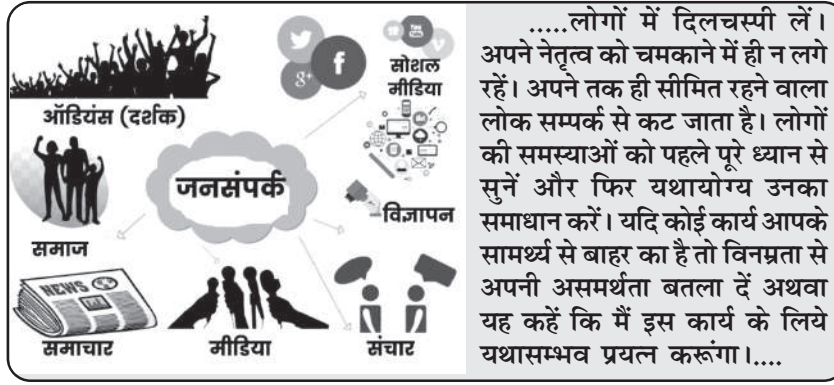 ऑडियंस (दर्शक)
सोशल
मीडिया
जनसंपर्क
समाज
विज्ञापन
NEWS
समाचार
मीडिया
संचार
.....लोगों में दिलचस्पी लें।
अपने नेतृत्व को चमकाने में ही न लगे
रहें। अपने तक ही सीमित रहने वाला
लोक सम्पर्क से कट जाता है। लोगों
की समस्याओं को पहले पूरे ध्यान से
सुनें और फिर यथायोग्य उनका
समाधान करें। यदि कोई कार्य आपके
सामर्थ्य से बाहर का है तो विनम्रता से
अपनी असमर्थता बतला दें अथवा
यह कहें कि मैं इस कार्य के लिये
यथासम्भव प्रयत्न करूंगा।....